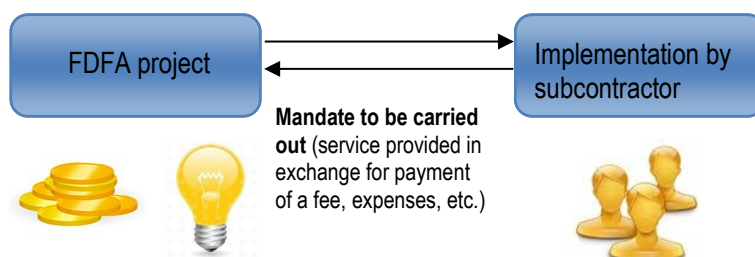 FDFA project
Implementation by
subcontractor
Mandate to be carried
out (service provided in
exchange for payment
of a fee, expenses, etc.)